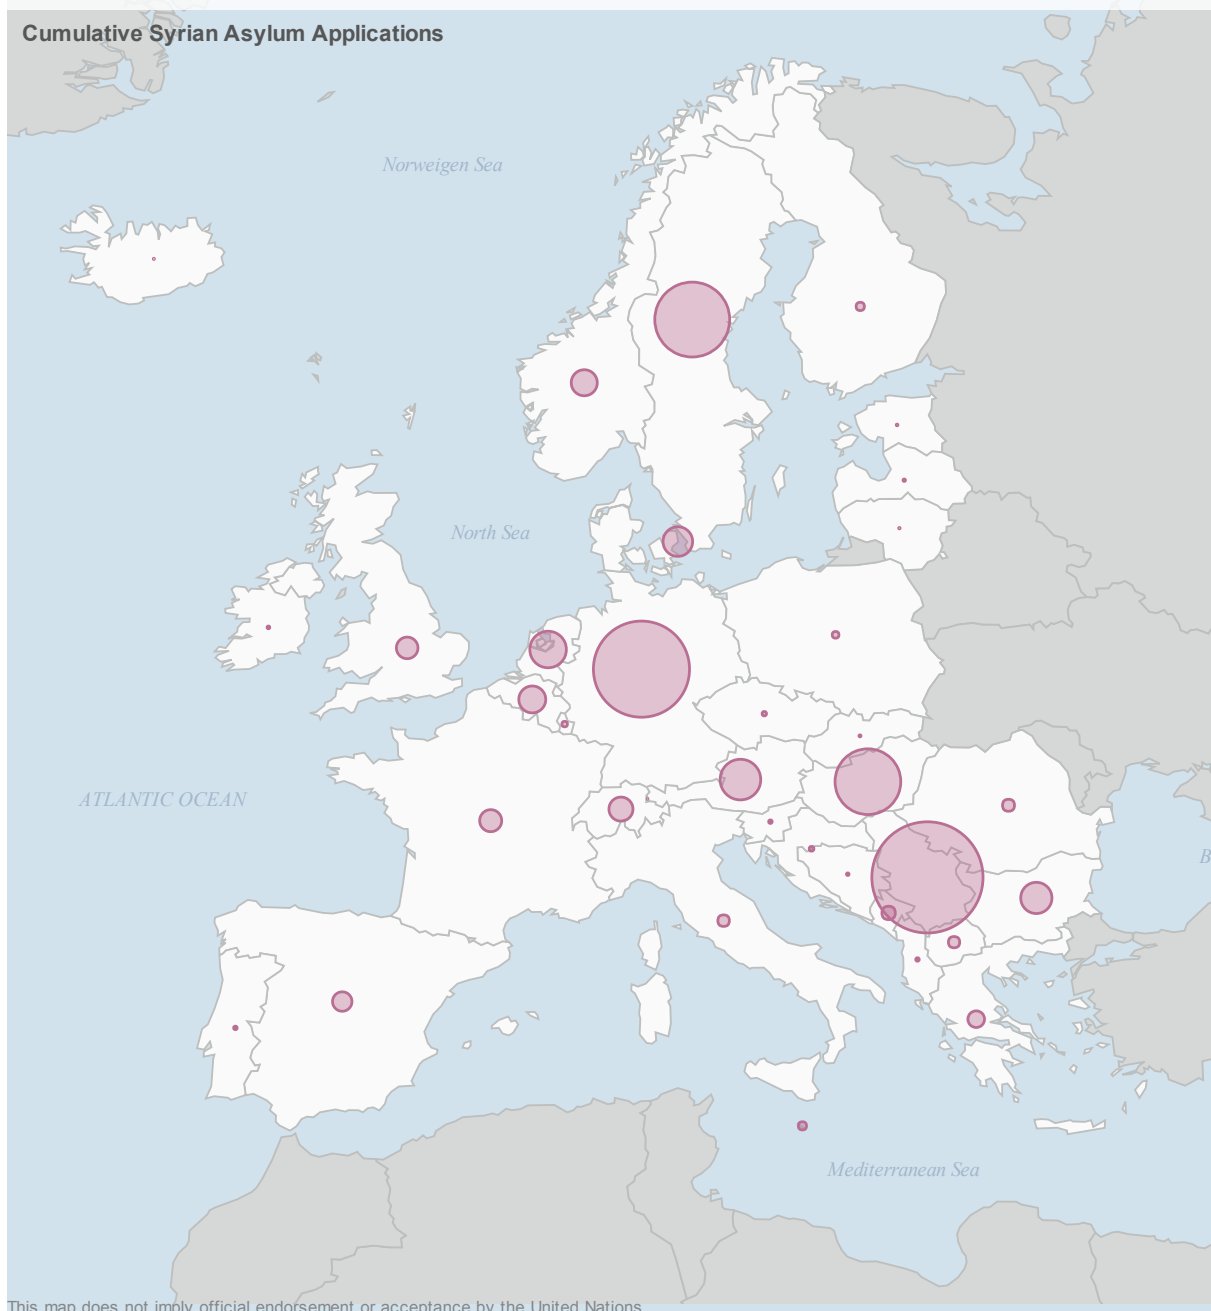 Cumulative Syrian Asylum Applications
Norweigen Sea
North Sea
ATLANTIC OCEAN
B
Mediterranean Sea
This map does not imply official endorsement or acceptance by the United Nations